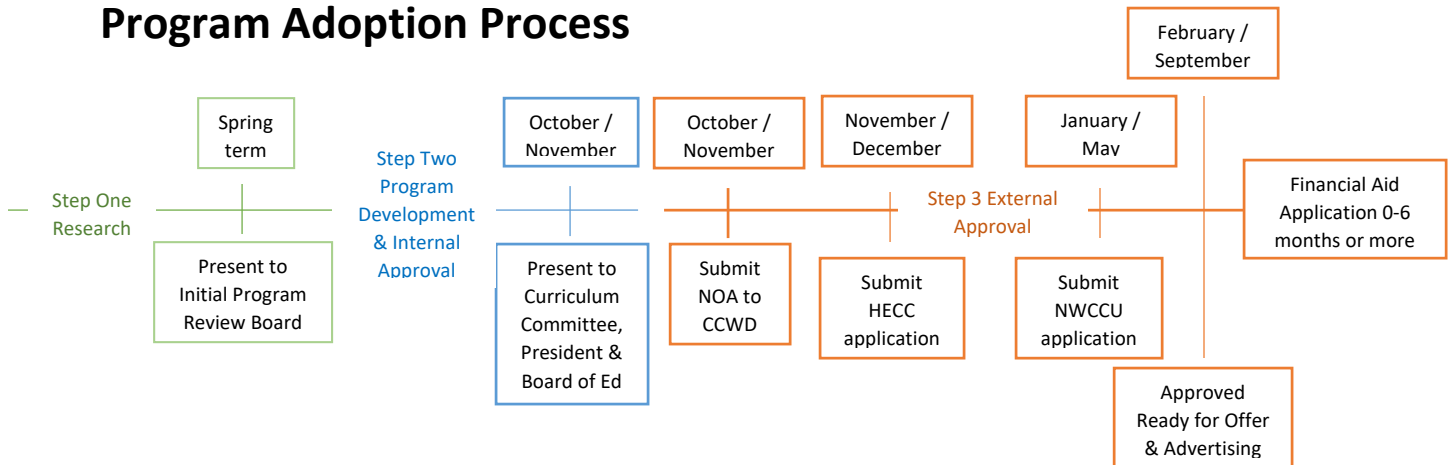 Program Adoption Process
February /
September
Spring
term
October /
November
October /
November
November /
December
January /
May
Step One
Research
Step Two
Program
Development
& Internal
Approval
Step 3 External
Approval
Financial Aid
Application 0-6
months or more
Present to
Initial Program
Review Board
Present to
Curriculum
Committee,
President &
Board of Ed
Submit
NOA to
CCWD
Submit
HECC
application
Submit
NWCCU
application
Approved
Ready for Offer
& Advertising